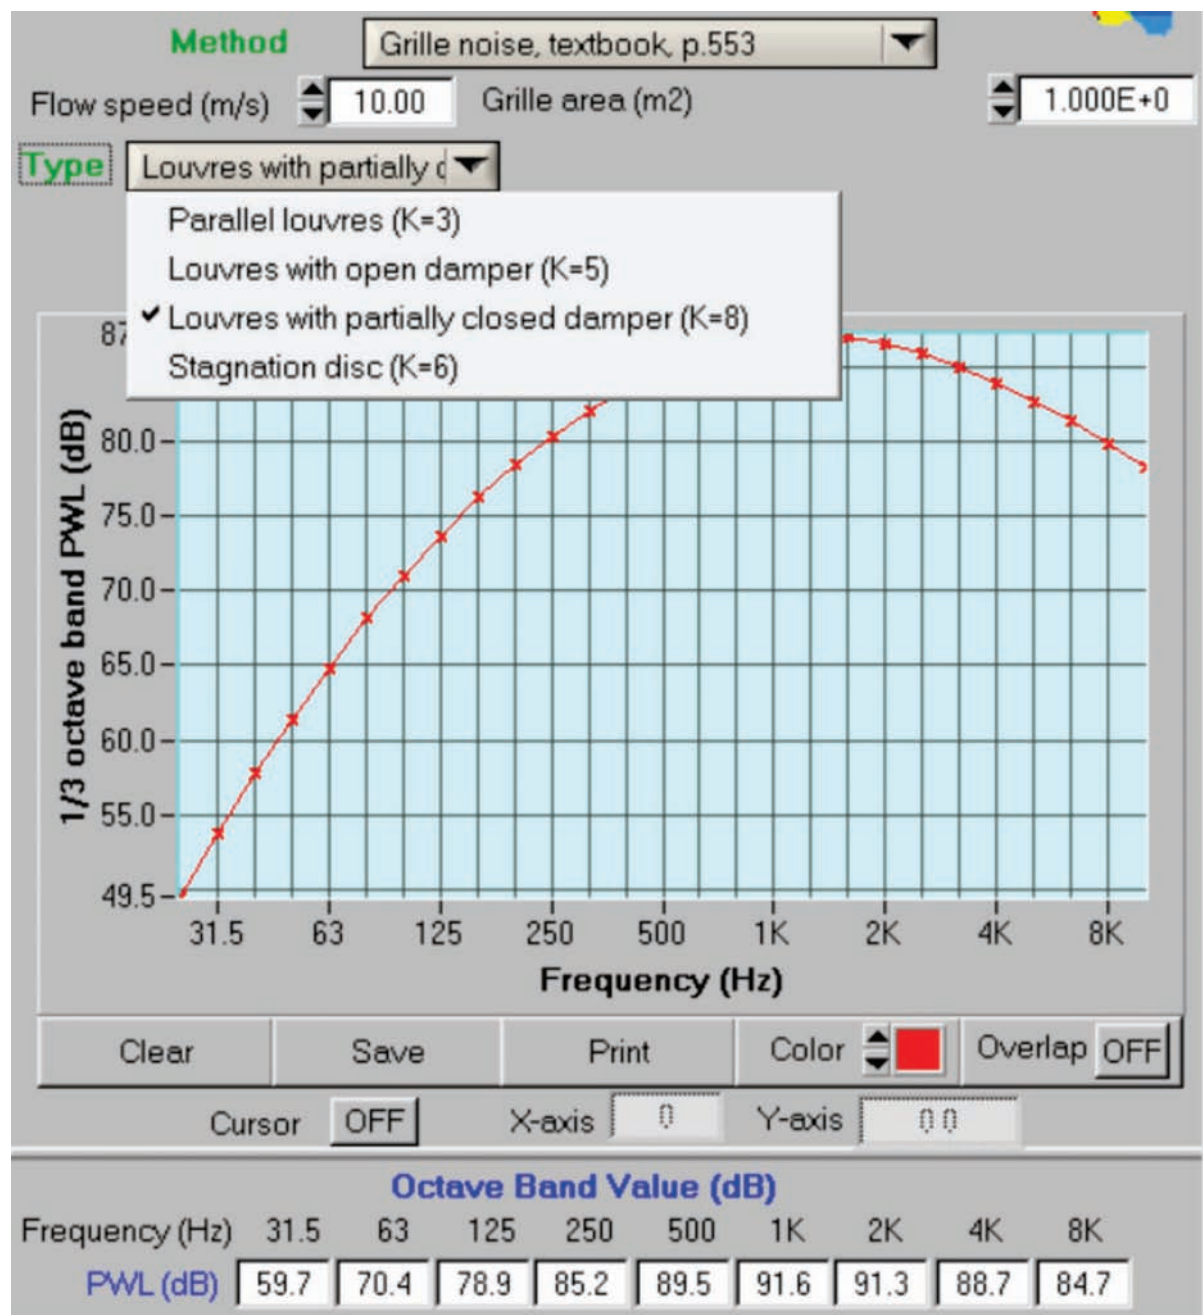 Method Grille noise, textbook, p.553
Flow speed (m/s) 10.00 Grille area (m2) 1.000E+0
Type Louvres with partially c
Parallel louvres (K=3)
Louvres with open damper (K=5)
✔ Louvres with partially closed damper (K=8)
Stagnation disc (K=6)
87
80.0
75.0
70.0
65.0
60.0
55.0
49.5
1/3 octave band PWL (dB)
31.5 63 125 250 500 1K 2K 4K 8K
Frequency (Hz)
Clear Save Print Color Overlap OFF
Cursor OFF X-axis 0 Y-axis 0.0
Octave Band Value (dB)
Frequency (Hz) 31.5 63 125 250 500 1K 2K 4K 8K
PWL (dB) 59.7 70.4 78.9 85.2 89.5 91.6 91.3 88.7 84.7